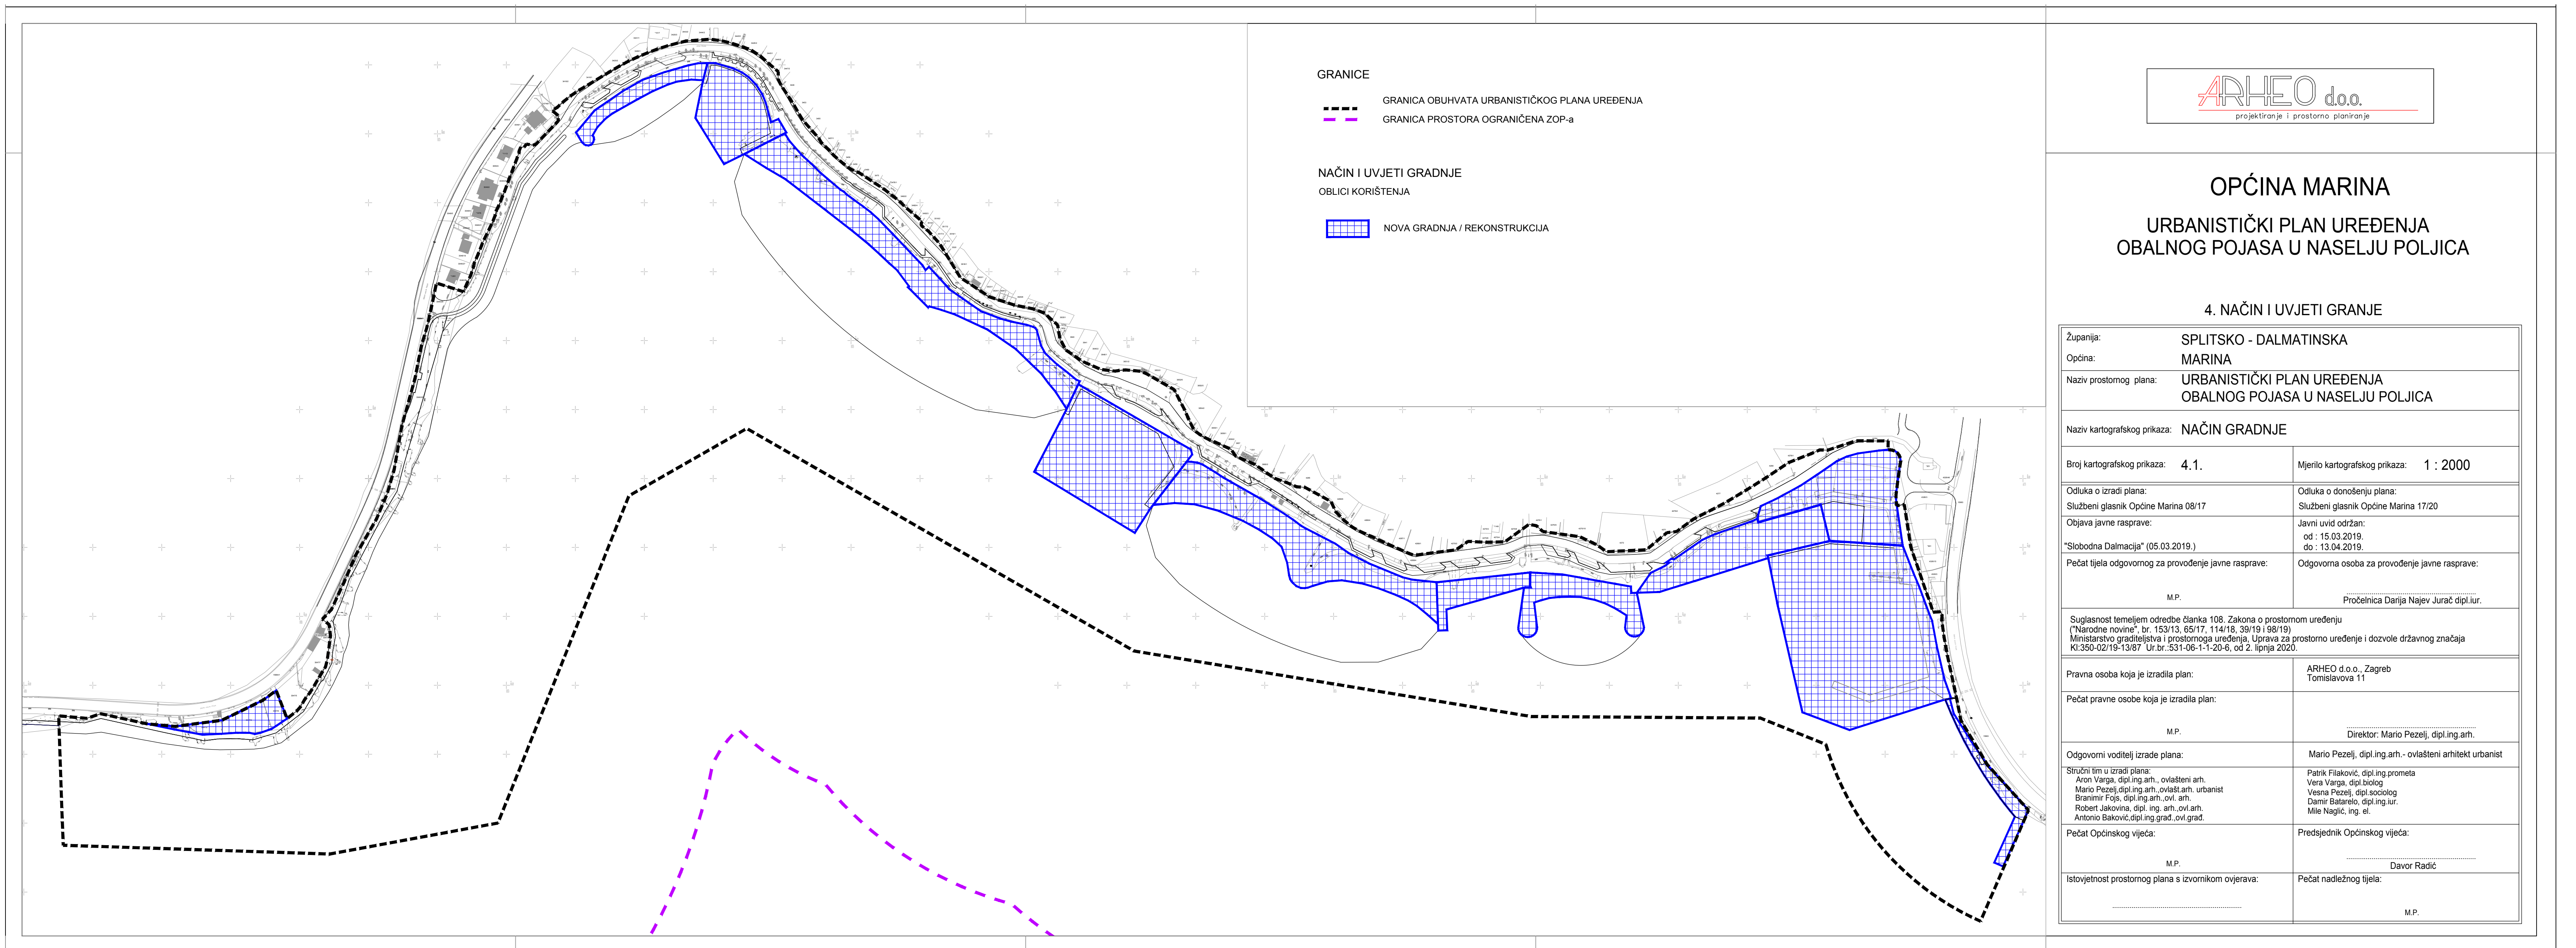 GRANICE
GRANICA OBUHVATA URBANISTIČKOG PLANA UREĐENJA
GRANICA PROSTORA OGRANIČENA ZOP-a
NAČIN I UVJETI GRADNJE
OBLICI KORIŠTENJA
NOVA GRADNJA / REKONSTRUKCIJA
ARHEO d.o.o.
projektiranje i prostorno planiranje
OPĆINA MARINA
URBANISTIČKI PLAN UREĐENJA
OBALNOG POJASA U NASELJU POLJICA
4. NAČIN I UVJETI GRANJE
Županija: SPLITSKO - DALMATINSKA
Općina: MARINA
Naziv prostornog plana: URBANISTIČKI PLAN UREĐENJA
OBALNOG POJASA U NASELJU POLJICA
Naziv kartografskog prikaza: NAČIN GRADNJE
Broj kartografskog prikaza: 4.1.
Mjerilo kartografskog prikaza: 1 : 2000
Odluka o izradi plana:
Službeni glasnik Općine Marina 08/17
Odluka o donošenju plana:
Službeni glasnik Općine Marina 17/20
Objava javne rasprave:
"Slobodna Dalmacija" (05.03.2019.)
Javni uvid održan:
od : 15.03.2019.
do : 13.04.2019.
Pečat tijela odgovornog za provođenje javne rasprave:
M.P.
Odgovorna osoba za provođenje javne rasprave:
Pročelnica Darija Najev Jurač dipl.iur.
Suglasnost temeljem odredbe članka 108. Zakona o prostornom uređenju
("Narodne novine", br. 153/13, 65/17, 114/18, 39/19 i 98/19)
Ministarstvo graditeljstva i prostornoga uređenja, Uprava za prostorno uređenje i dozvole državnog značaja
Kl:350-02/19-13/87 Ur.br.:531-06-1-1-20-6, od 2. lipnja 2020.
Pravna osoba koja je izradila plan:
ARHEO d.o.o., Zagreb
Tomislavova 11
Pečat pravne osobe koja je izradila plan:
M.P.
Direktor: Mario Pezelj, dipl.ing.arh.
Odgovorni voditelj izrade plana:
Mario Pezelj, dipl.ing.arh.- ovlašteni arhitekt urbanist
Stručni tim u izradi plana:
Aron Varga, dipl.ing.arh., ovlašteni arh.
Mario Pezelj,dipl.ing.arh.,ovlašt.arh. urbanist
Branimir Fojs, dipl.ing.arh.,ovl. arh.
Robert Jakovina, dipl. ing. arh.,ovl.arh.
Antonio Baković,dipl.ing.građ.,ovl.građ.
Patrik Filaković, dipl.ing.prometa
Vera Varga, dipl.biolog
Vesna Pezelj, dipl.sociolog
Damir Batarelo, dipl.ing.iur.
Mile Naglić, ing. el.
Pečat Općinskog vijeća:
M.P.
Predsjednik Općinskog vijeća:
Davor Radić
Istovjetnost prostornog plana s izvornikom ovjerava:
Pečat nadležnog tijela:
M.P.